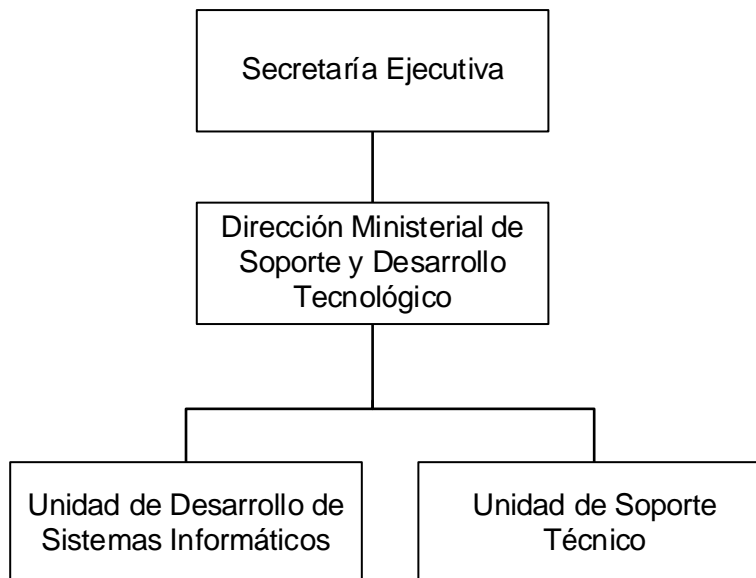 Secretaría Ejecutiva
Dirección Ministerial de
Soporte y Desarrollo
Tecnológico
Unidad de Desarrollo de
Sistemas Informáticos
Unidad de Soporte
Técnico